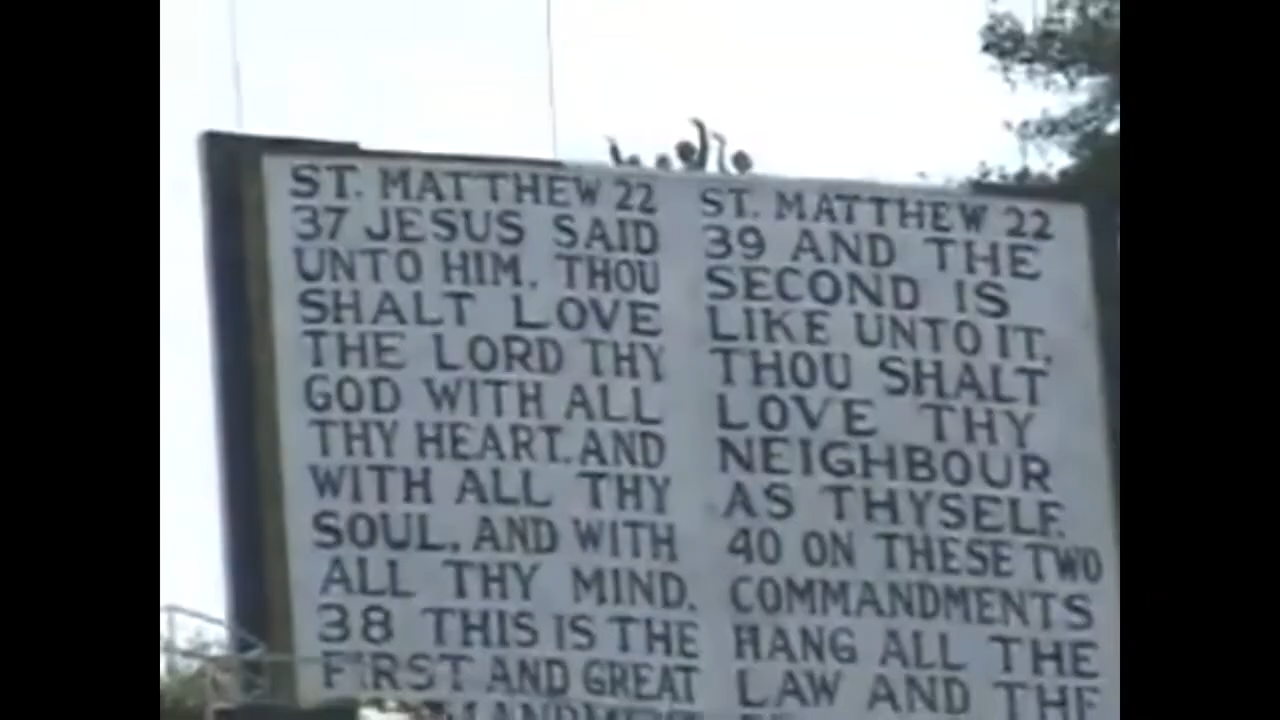 ST. MATTHEW 22
37 JESUS SAID
UNTO HIM, THOU
SHALT LOVE
THE LORD THY
GOD WITH ALL
THY HEART, AND
WITH ALL THY
SOUL, AND WITH
ALL THY MIND.
38 THIS IS THE
FIRST AND GREAT
ST. MATTHEW 22
39 AND THE
SECOND IS
LIKE UNTO IT,
THOU SHALT
LOVE THY
NEIGHBOUR
AS THYSELF.
40 ON THESE TWO
COMMANDMENTS
HANG ALL THE
LAW AND THE